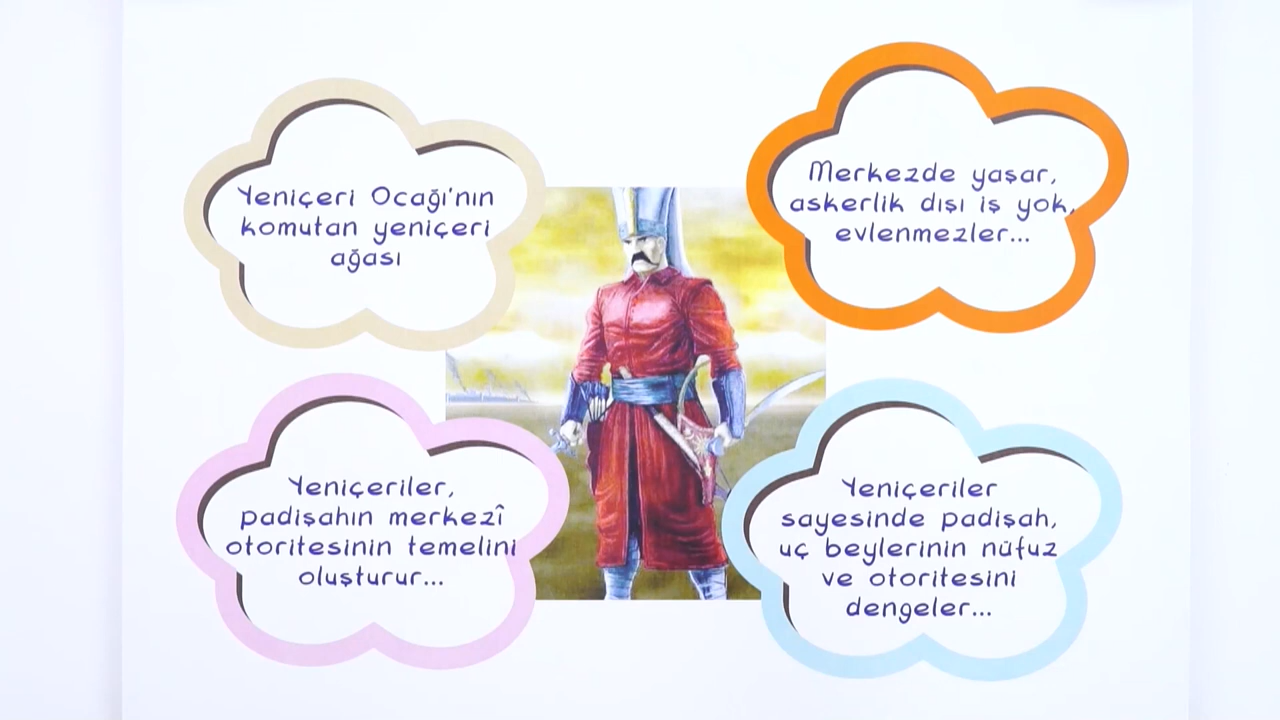 Yeniçeri Ocağı'nın
komutan yeniçeri
ağası
Merkezde yaşar,
askerlik dışı iş yok,
evlenmezler...
Yeniçeriler,
padişahın merkezî
otoritesinin temelini
oluşturur...
Yeniçeriler
sayesinde padişah,
uç beylerinin nüfuz
ve otoritesini
dengeler...